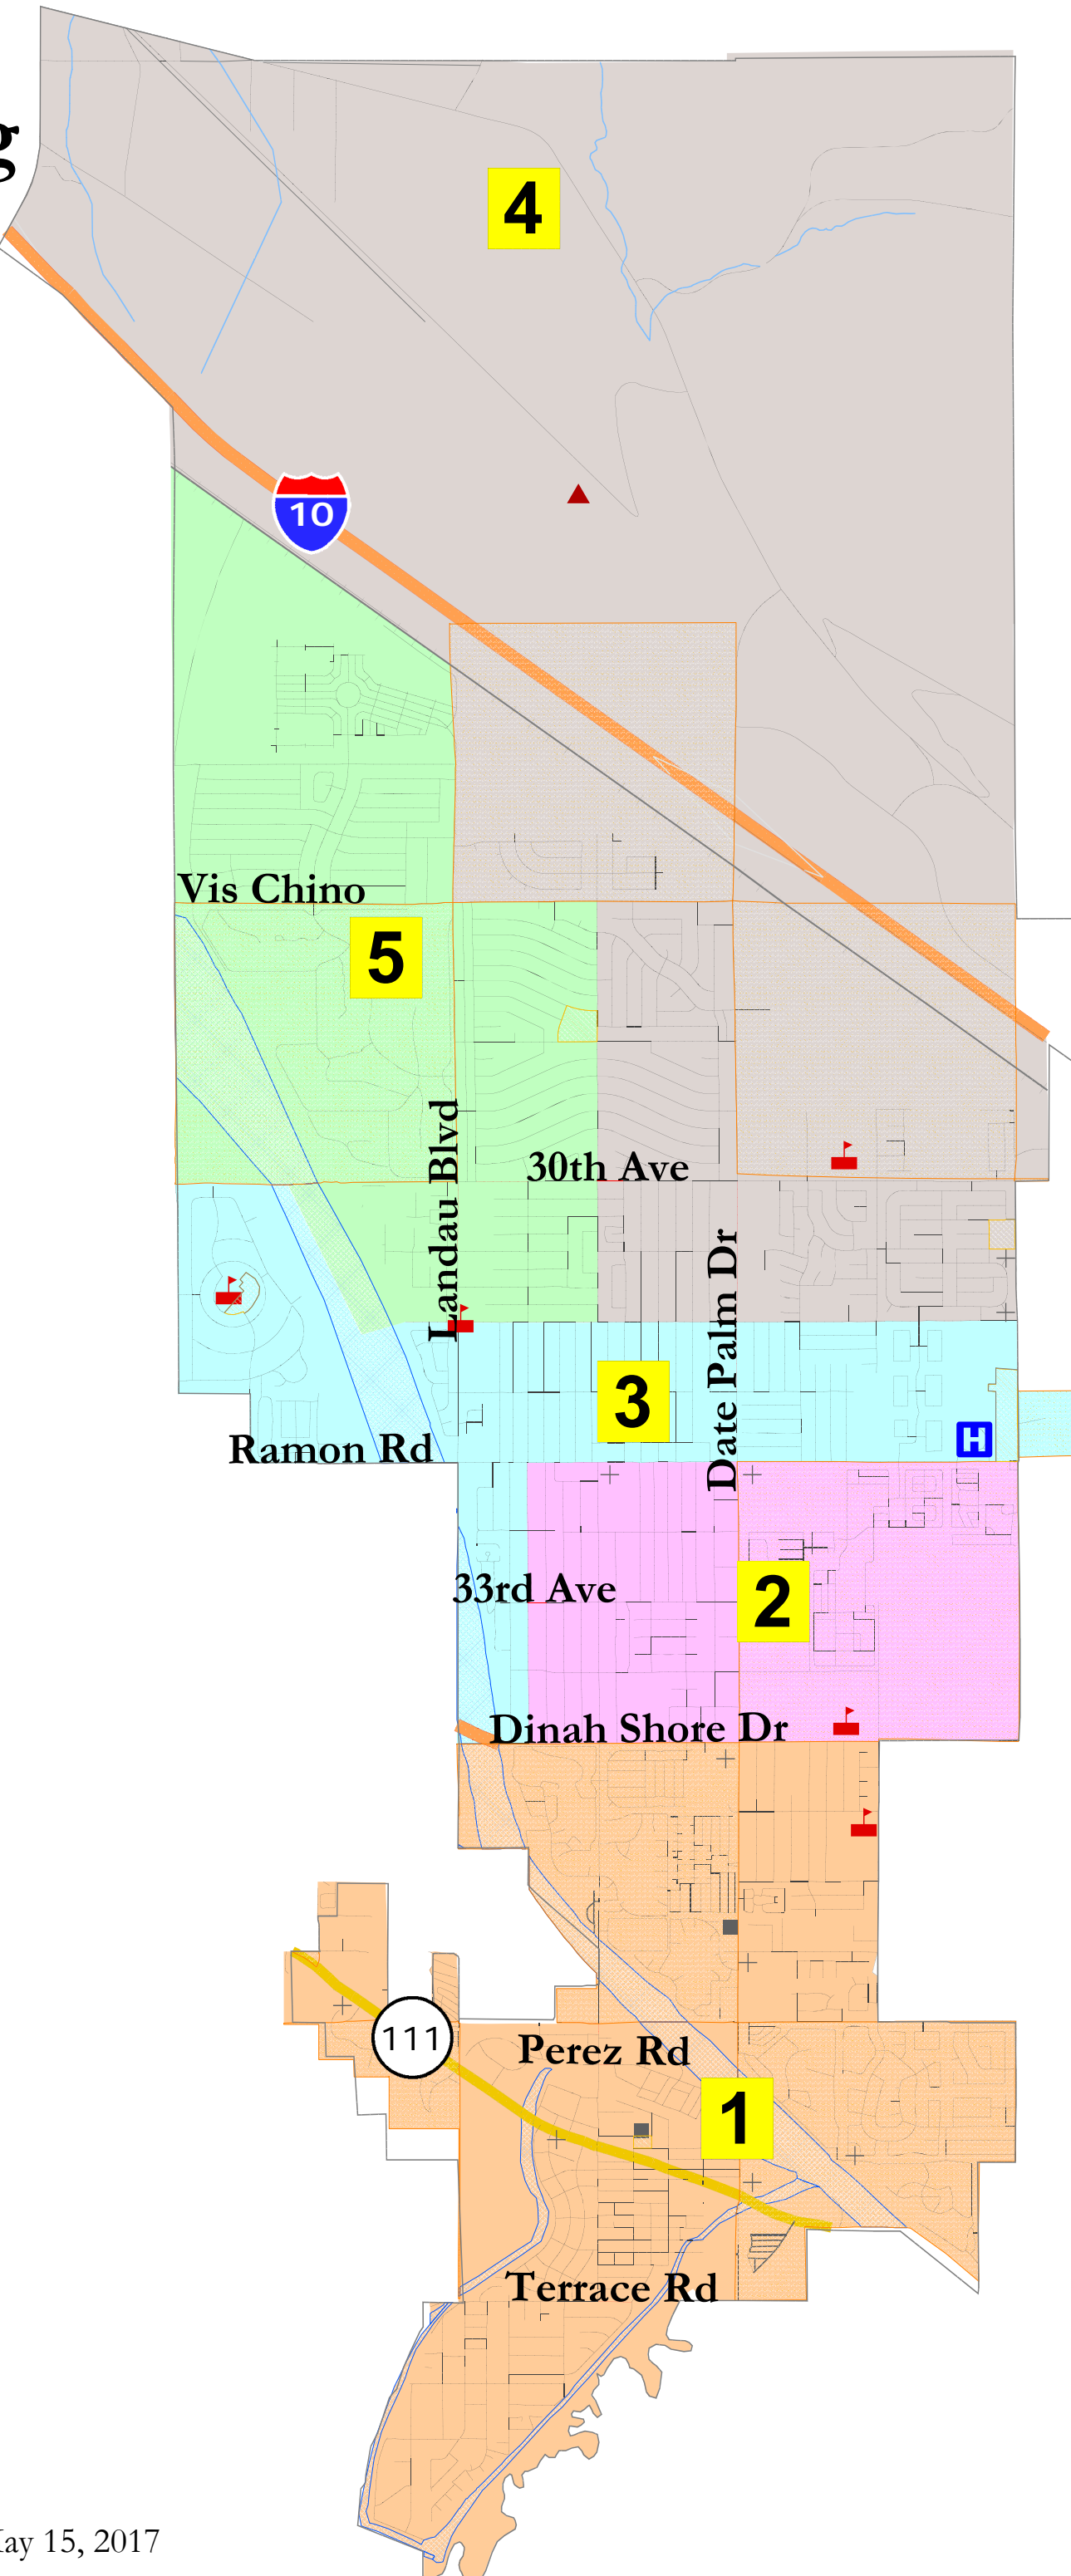 g
4
10
Vis Chino
5
Landau Blvd
30th Ave
Date Palm Dr
3
H
Ramon Rd
33rd Ave
2
Dinah Shore Dr
111
Perez Rd
1
Terrace Rd
ay 15, 2017